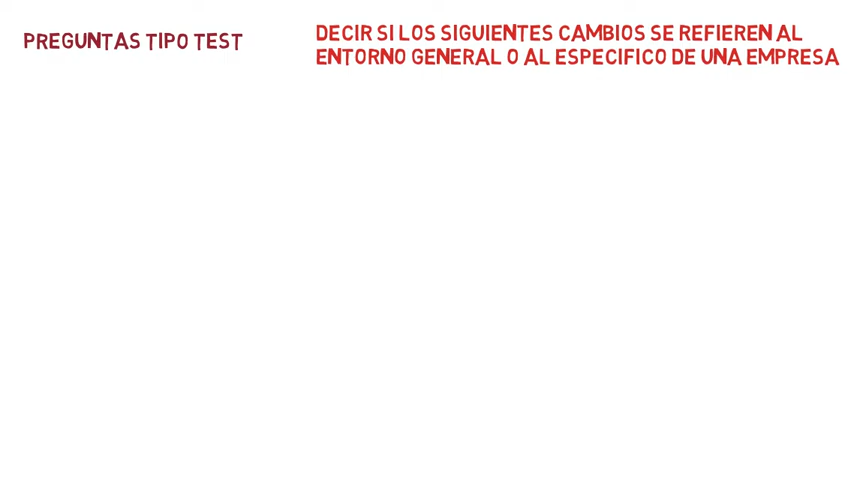 PREGUNTAS TIPO TEST
DECIR SI LOS SIGUIENTES CAMBIOS SE REFIEREN AL
ENTORNO GENERAL O AL ESPECIFICO DE UNA EMPRESA